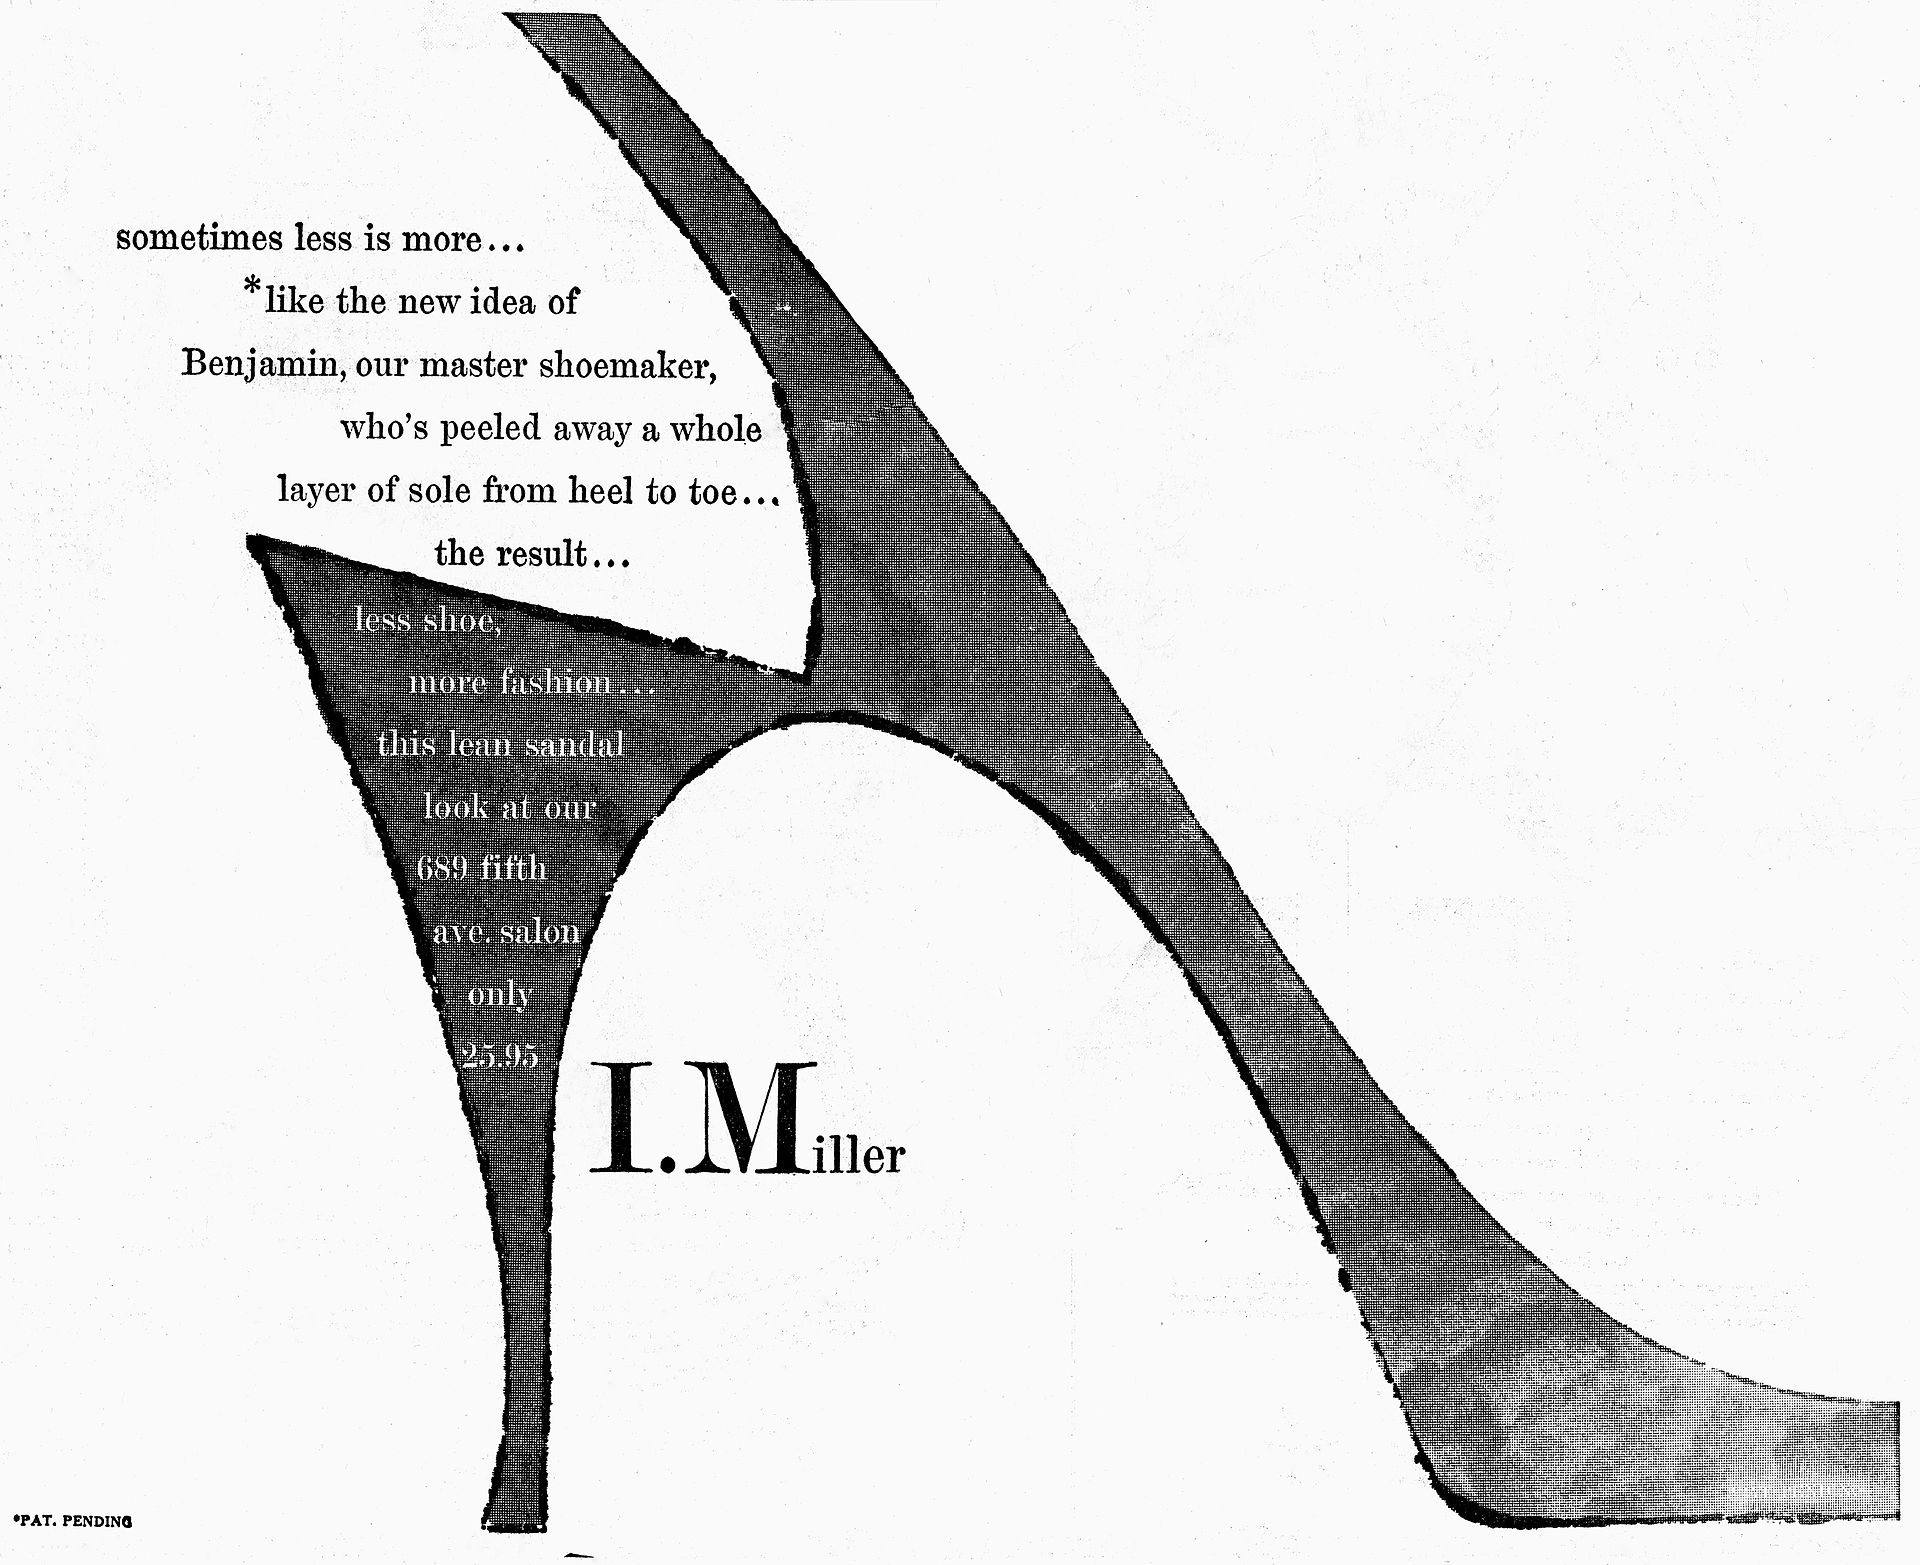 sometimes less is more...
*like the new idea of
Benjamin, our master shoemaker,
who's peeled away a whole
layer of sole from heel to toe...
the result...
less shoe,
more fashion...
this lean sandal
look at our
689 fifth
ave. salon
only
25.95
I. Miller
*PAT. PENDING